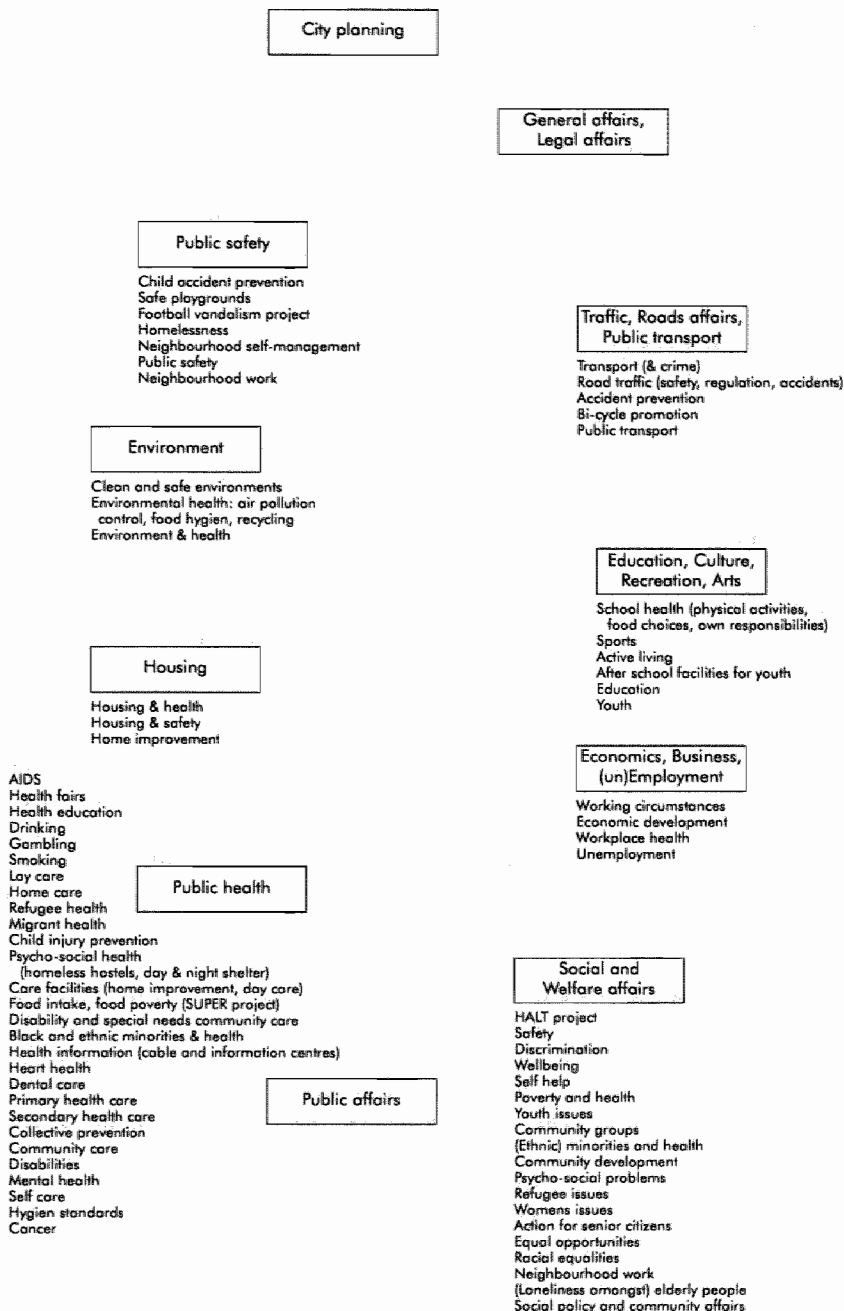 City planning
General affairs,
Legal affairs
Public safety
Child accident prevention
Safe playgrounds
Football vandalism project
Homelessness
Neighbourhood self-management
Public safety
Neighbourhood work
Traffic, Roads affairs,
Public transport
Transport (& crime)
Road traffic (safety, regulation, accidents)
Accident prevention
Bi-cycle promotion
Public transport
Environment
Clean and safe environments
Environmental health: air pollution
control, food hygien, recycling
Environment & health
Education, Culture,
Recreation, Arts
School health (physical activities,
food choices, own responsibilities)
Sports
Active living
After school facilities for youth
Education
Youth
Housing
Housing & health
Housing & safety
Home improvement
Economics, Business,
(un)Employment
Working circumstances
Economic development
Workplace health
Unemployment
Public health
AIDS
Health fairs
Health education
Drinking
Gambling
Smoking
Lay care
Home care
Refugee health
Migrant health
Child injury prevention
Psycho-social health
(homeless hostels, day & night shelter)
Care facilities (home improvement, day care)
Food intake, food poverty (SUPER project)
Disability and special needs community care
Black and ethnic minorities & health
Health information (cable and information centres)
Heart health
Dental care
Primary health care
Secondary health care
Collective prevention
Community care
Disabilities
Mental health
Self care
Hygien standards
Cancer
Public affairs
Social and
Welfare affairs
HALT project
Safety
Discrimination
Wellbeing
Self help
Poverty and health
Youth issues
Community groups
(Ethnic) minorities and health
Community development
Psycho-social problems
Refugee issues
Womens issues
Action for senior citizens
Equal opportunities
Racial equalities
Neighbourhood work
(Loneliness amongst) elderly people
Social policy and community affairs